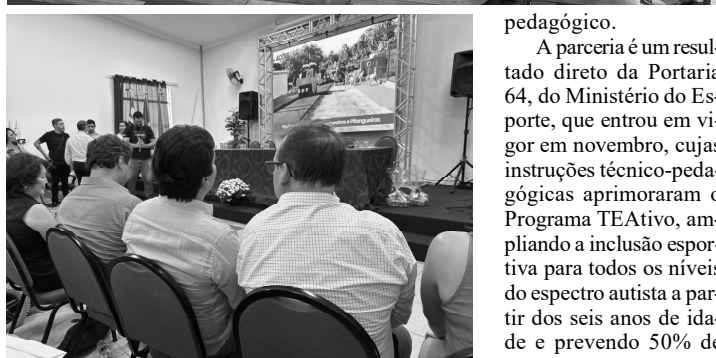 e Pitangueiras
pedagógico.
A parceria é um resul-
tado direto da Portaria
64, do Ministério do Es-
porte, que entrou em vi-
gor em novembro, cujas
instruções técnico-peda-
gógicas aprimoraram o
Programa TEAtivo, am-
pliando a inclusão espor-
tiva para todos os níveis
do espectro autista a par-
tir dos seis anos de ida-
de e prevendo 50% de